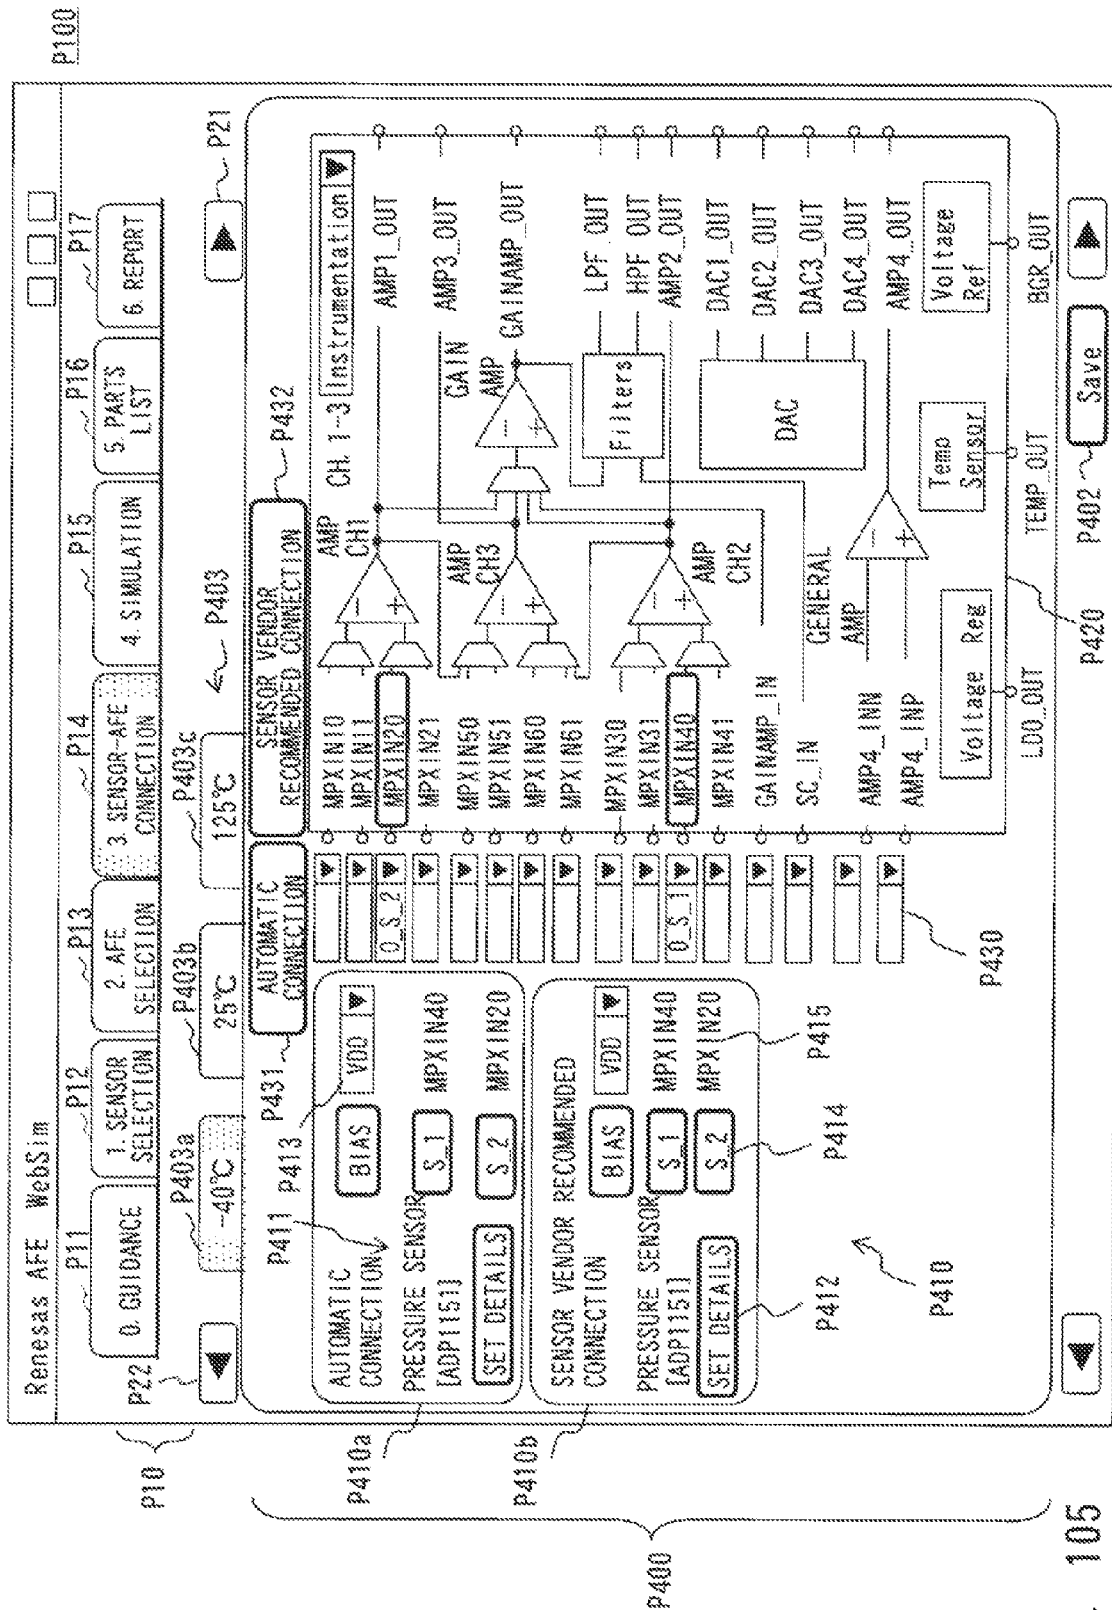 P100
Renesas AFE WebSim
P10
P11
P12
P13
P14
P15
P16
P17
0. GUIDANCE
1. SENSOR
SELECTION
2. AFE
SELECTION
3. SENSOR-AFE
CONNECTION
4. SIMULATION
5. PARTS
LIST
6. REPORT
P22
P403a
P403b
P403c
P403
P21
-40℃
25℃
125℃
P411
P413
P431
P432
AUTOMATIC
CONNECTION
SENSOR VENDOR
RECOMMENDED CONNECTION
P410a
AUTOMATIC
CONNECTION
BIAS
VDD
PRESSURE SENSOR
[ADP1151]
S_1
MPXIN40
SET DETAILS
S_2
MPXIN20
P410b
SENSOR VENDOR RECOMMENDED
CONNECTION
BIAS
VDD
PRESSURE SENSOR
[ADP1151]
S_1
MPXIN40
SET DETAILS
S_2
MPXIN20
P412
P414
P415
P410
P430
P400
O_S_2
O_S_1
CH. 1-3
Instrumentation
MPXIN10
MPXIN11
MPXIN20
MPXIN21
MPXIN50
MPXIN51
MPXIN60
MPXIN61
MPXIN30
MPXIN31
MPXIN40
MPXIN41
GAINAMP_IN
SC_IN
AMP4_INN
AMP4_INP
AMP
CH1
AMP
CH3
AMP
CH2
GAIN
AMP
GENERAL
AMP
Filters
DAC
AMP1_OUT
AMP3_OUT
GAINAMP_OUT
LPF_OUT
HPF_OUT
AMP2_OUT
DAC1_OUT
DAC2_OUT
DAC3_OUT
DAC4_OUT
AMP4_OUT
Voltage Reg
Temp
Sensor
Voltage
Ref
LDO_OUT
TEMP_OUT
BGR_OUT
P420
P402
Save
105